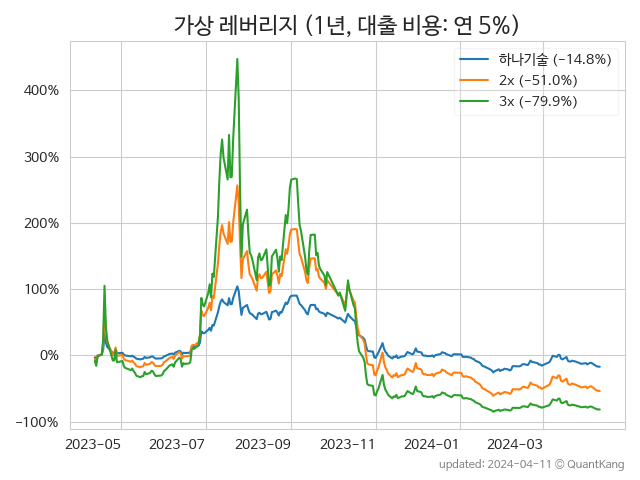 가상 레버리지 (1년, 대출 비용: 연 5%)
하나기술 (−14.8%)
2x (−51.0%)
3x (−79.9%)
400%
300%
200%
100%
0%
−100%
2023-05
2023-07
2023-09
2023-11
2024-01
2024-03
updated: 2024-04-11 © QuantKang